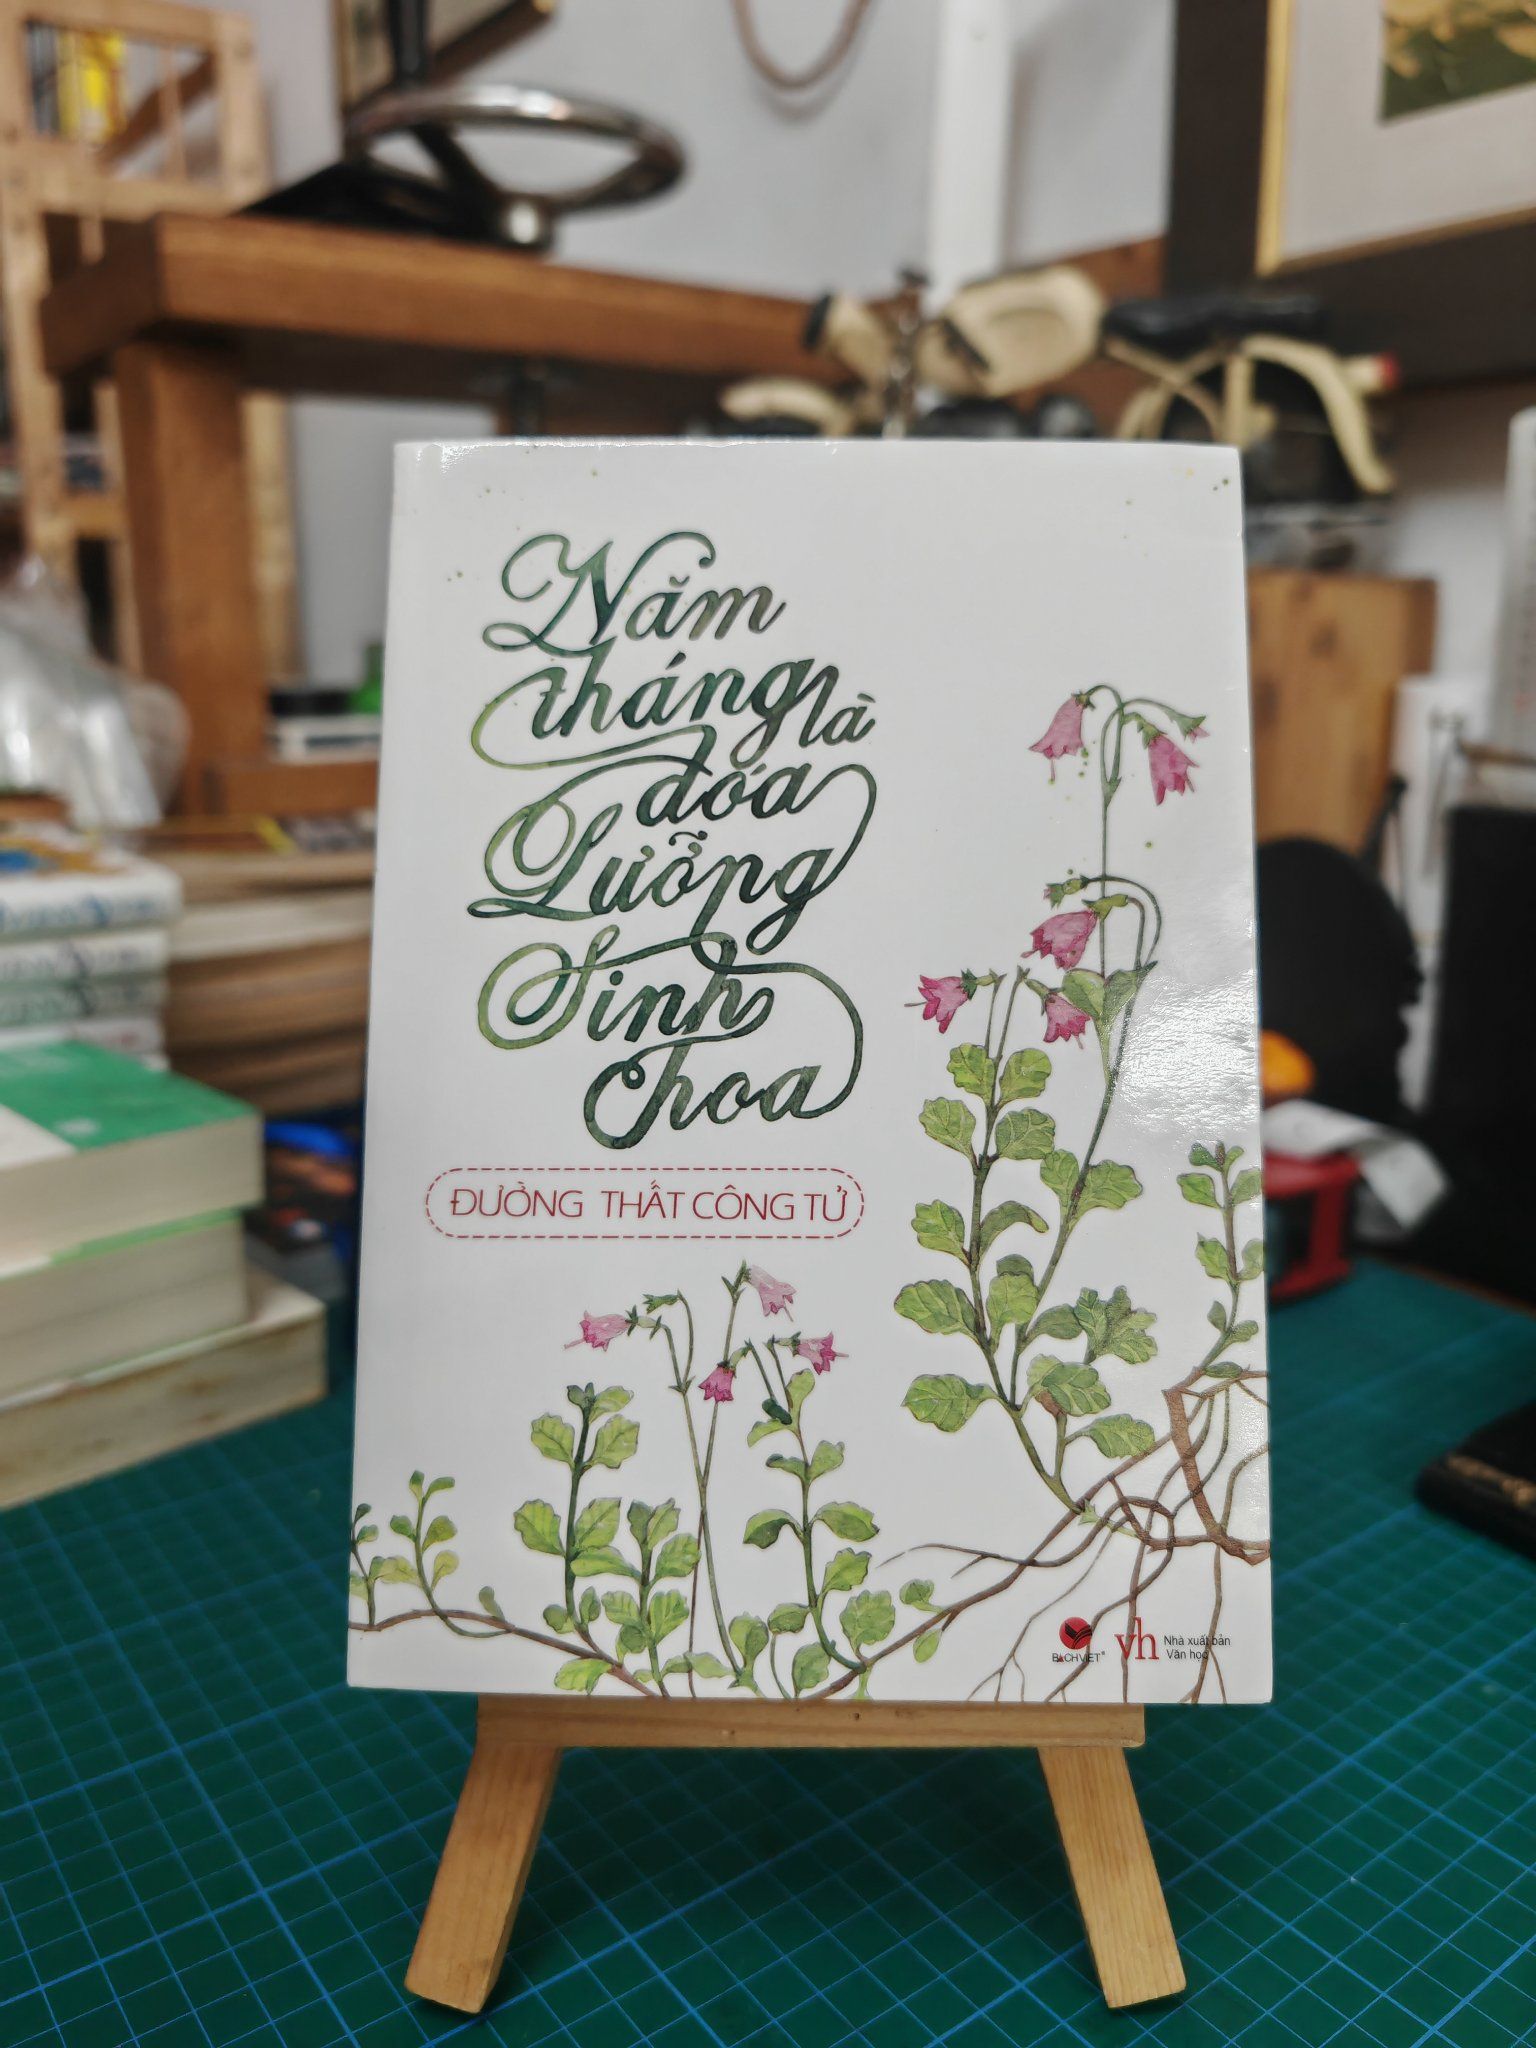 Năm
tháng là
đóa
Lưỡng
Sinh
hoa
ĐƯỜNG THẤT CÔNG TỬ
BACHVIET®
vh
Nhà xuất bản
Văn học